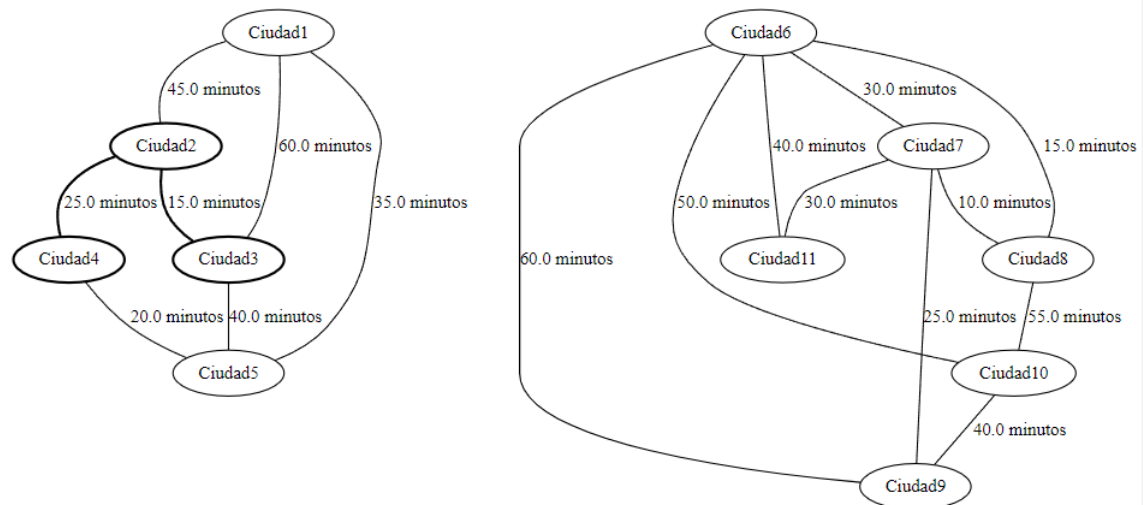 Ciudad1
Ciudad6
45.0 minutos
30.0 minutos
Ciudad2
60.0 minutos
40.0 minutos
Ciudad7
15.0 minutos
25.0 minutos
15.0 minutos
35.0 minutos
50.0 minutos
30.0 minutos
10.0 minutos
Ciudad4
Ciudad3
60.0 minutos
Ciudad11
Ciudad8
20.0 minutos
40.0 minutos
25.0 minutos
55.0 minutos
Ciudad5
Ciudad10
40.0 minutos
Ciudad9